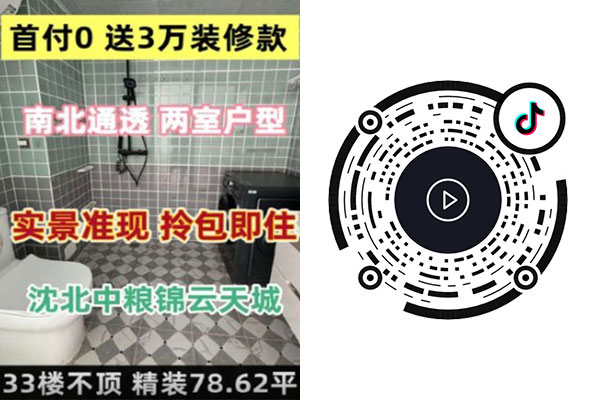 首付0 送3万装修款
南北通透 两室户型
实景准现 拎包即住
沈北中粮锦云天城
33楼不顶 精装78.62平